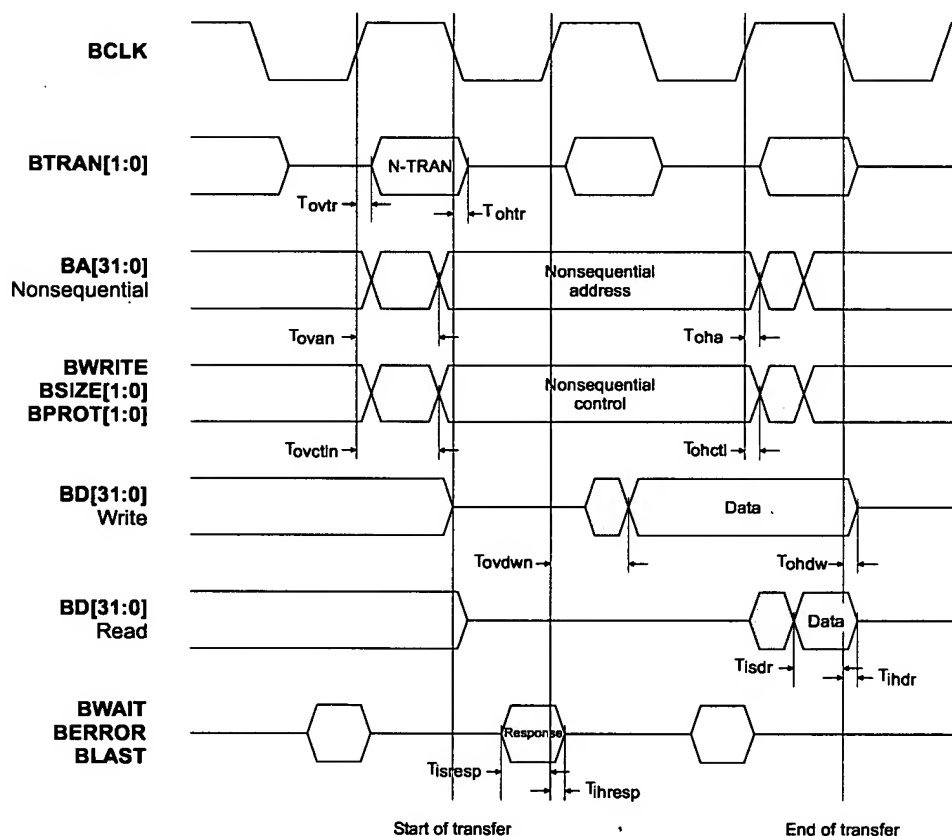 BCLK
BTRAN[1:0]
N-TRAN
Tovtr
Tohtr
BA[31:0]
Nonsequential
Nonsequential
address
Tovan
Toha
BWRITE
BSIZE[1:0]
BPROT[1:0]
Nonsequential
control
Tovctln
Tohctl
BD[31:0]
Write
Data
Tovdwn
Tohdw
BD[31:0]
Read
Data
Tisdr
Tihdr
BWAIT
BERROR
BLAST
Response
Tisresp
Tihresp
Start of transfer
End of transfer